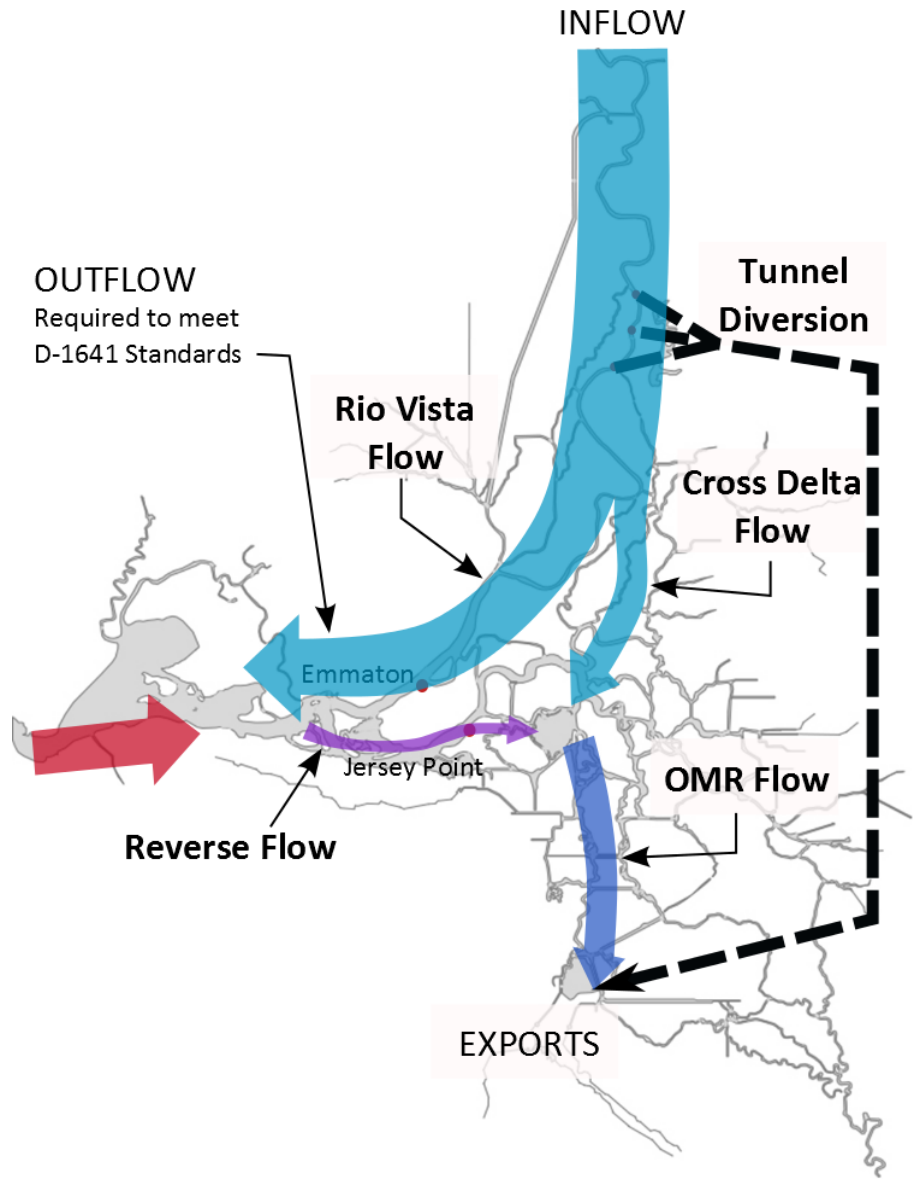 INFLOW
OUTFLOW
Required to meet
D-1641 Standards
Tunnel
Diversion
Rio Vista
Flow
Cross Delta
Flow
Emmaton
Jersey Point
OMR Flow
Reverse Flow
EXPORTS